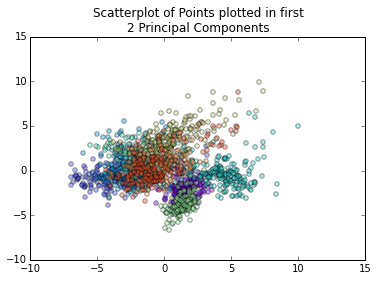 Scatterplot of Points plotted in first
2 Principal Components
15
10
5
0
−5
−10
−10 −5 0 5 10 15